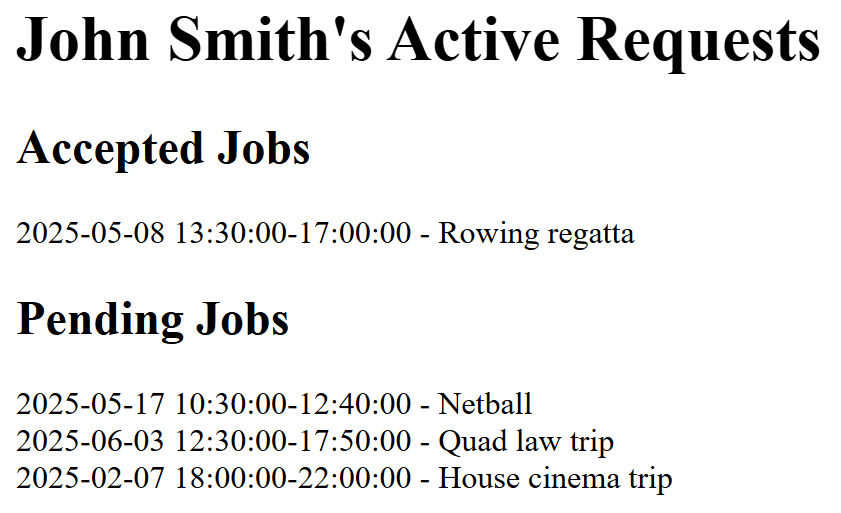 John Smith's Active Requests
Accepted Jobs
2025-05-08 13:30:00-17:00:00 - Rowing regatta
Pending Jobs
2025-05-17 10:30:00-12:40:00 - Netball
2025-06-03 12:30:00-17:50:00 - Quad law trip
2025-02-07 18:00:00-22:00:00 - House cinema trip